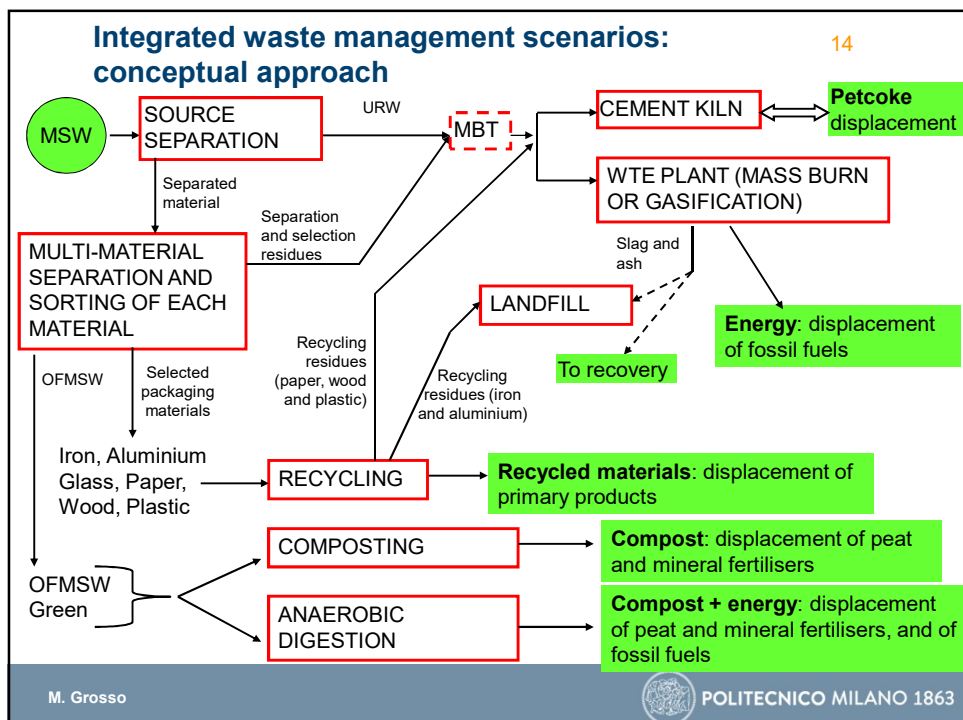 Integrated waste management scenarios:
conceptual approach
14
MSW
SOURCE
SEPARATION
URW
MBT
CEMENT KILN
Petcoke
displacement
WTE PLANT (MASS BURN
OR GASIFICATION)
Separated
material
Separation
and selection
residues
MULTI-MATERIAL
SEPARATION AND
SORTING OF EACH
MATERIAL
Slag and
ash
LANDFILL
Energy: displacement
of fossil fuels
To recovery
OFMSW
Selected
packaging
materials
Recycling
residues
(paper, wood
and plastic)
Recycling
residues (iron
and aluminium)
Iron, Aluminium
Glass, Paper,
Wood, Plastic
RECYCLING
Recycled materials: displacement of
primary products
COMPOSTING
Compost: displacement of peat
and mineral fertilisers
OFMSW
Green
ANAEROBIC
DIGESTION
Compost + energy: displacement
of peat and mineral fertilisers, and of
fossil fuels
M. Grosso
POLITECNICO MILANO 1863